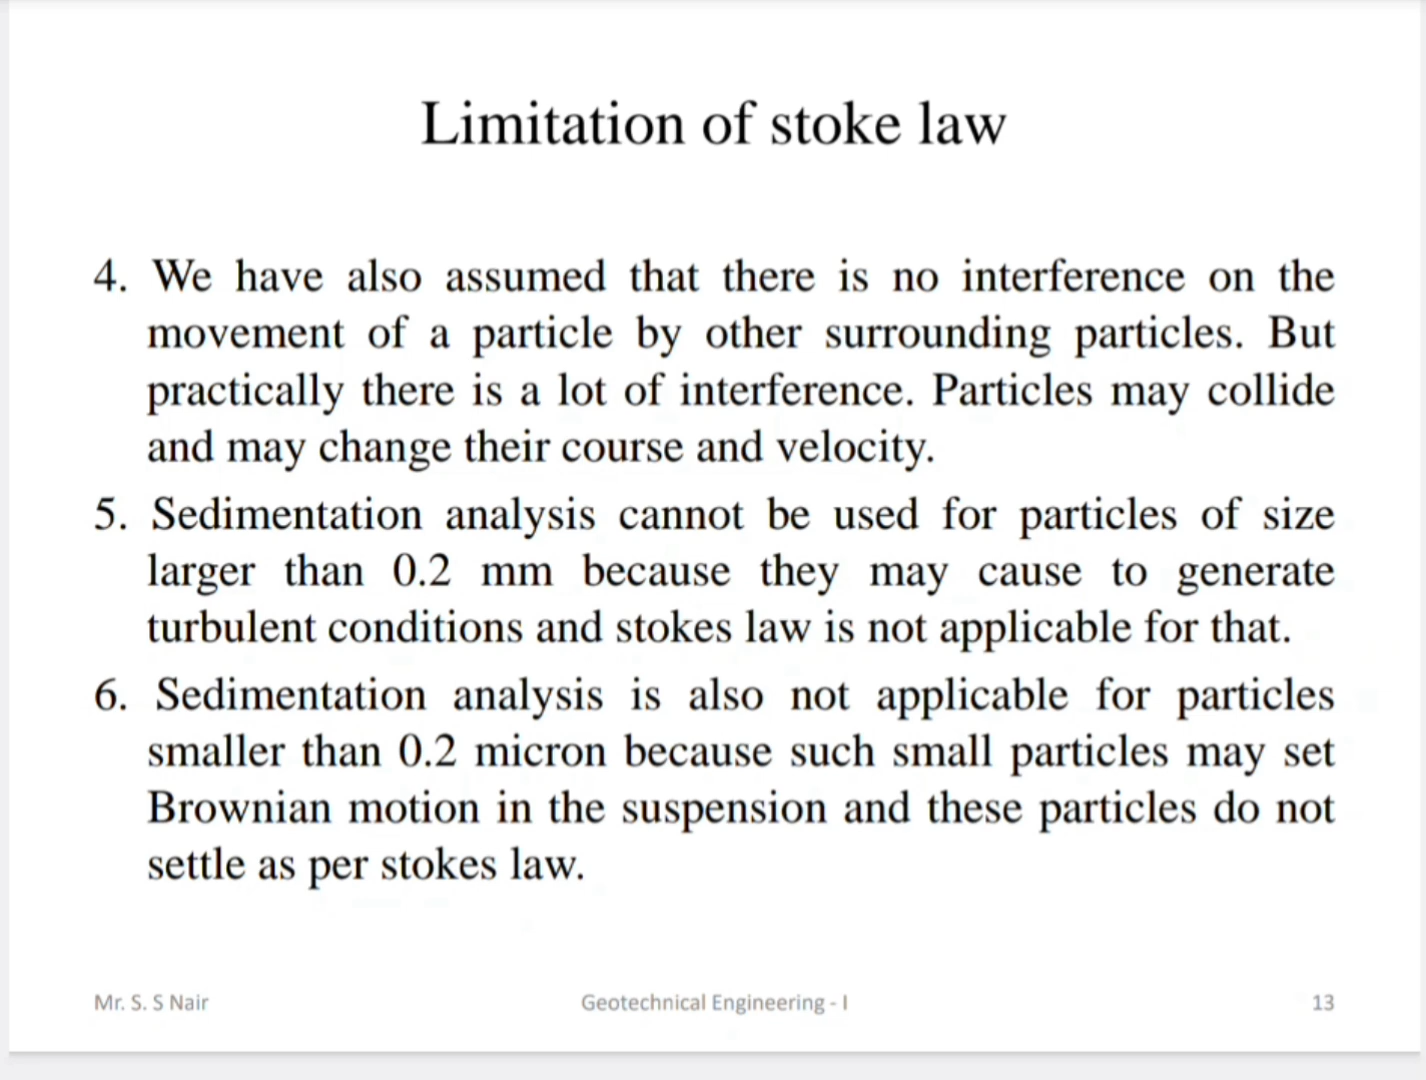 Limitation of stoke law
4. We have also assumed that there is no interference on the
movement of a particle by other surrounding particles. But
practically there is a lot of interference. Particles may collide
and may change their course and velocity.
5. Sedimentation analysis cannot be used for particles of size
larger than 0.2 mm because they may cause to generate
turbulent conditions and stokes law is not applicable for that.
6. Sedimentation analysis is also not applicable for particles
smaller than 0.2 micron because such small particles may set
Brownian motion in the suspension and these particles do not
settle as per stokes law.
Mr. S. S Nair
Geotechnical Engineering - I
13